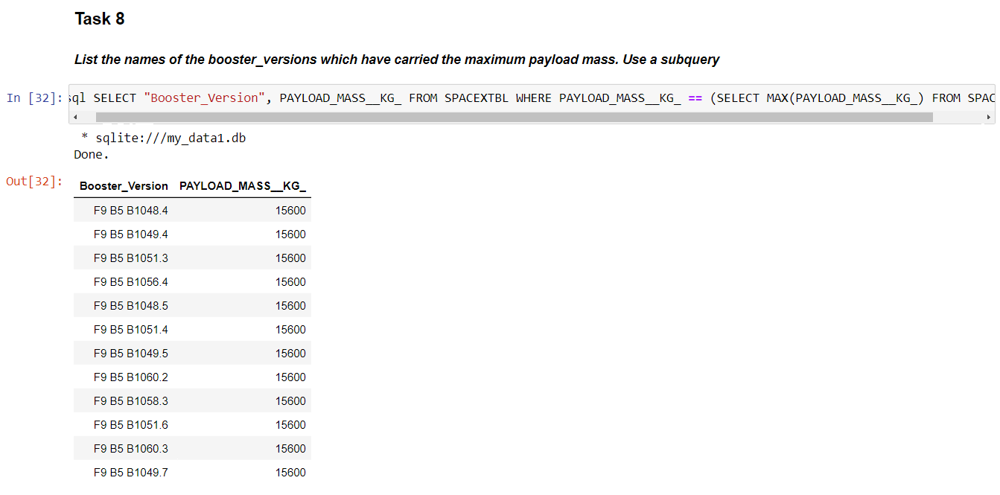 Task 8
List the names of the booster_versions which have carried the maximum payload mass. Use a subquery
In [32]: sql SELECT "Booster_Version", PAYLOAD_MASS__KG_ FROM SPACEXTBL WHERE PAYLOAD_MASS__KG_ == (SELECT MAX(PAYLOAD_MASS__KG_) FROM SPAC
* sqlite:///my_data1.db
Done.
Out[32]:
Booster_Version PAYLOAD_MASS__KG_
F9 B5 B1048.4 15600
F9 B5 B1049.4 15600
F9 B5 B1051.3 15600
F9 B5 B1056.4 15600
F9 B5 B1048.5 15600
F9 B5 B1051.4 15600
F9 B5 B1049.5 15600
F9 B5 B1060.2 15600
F9 B5 B1058.3 15600
F9 B5 B1051.6 15600
F9 B5 B1060.3 15600
F9 B5 B1049.7 15600